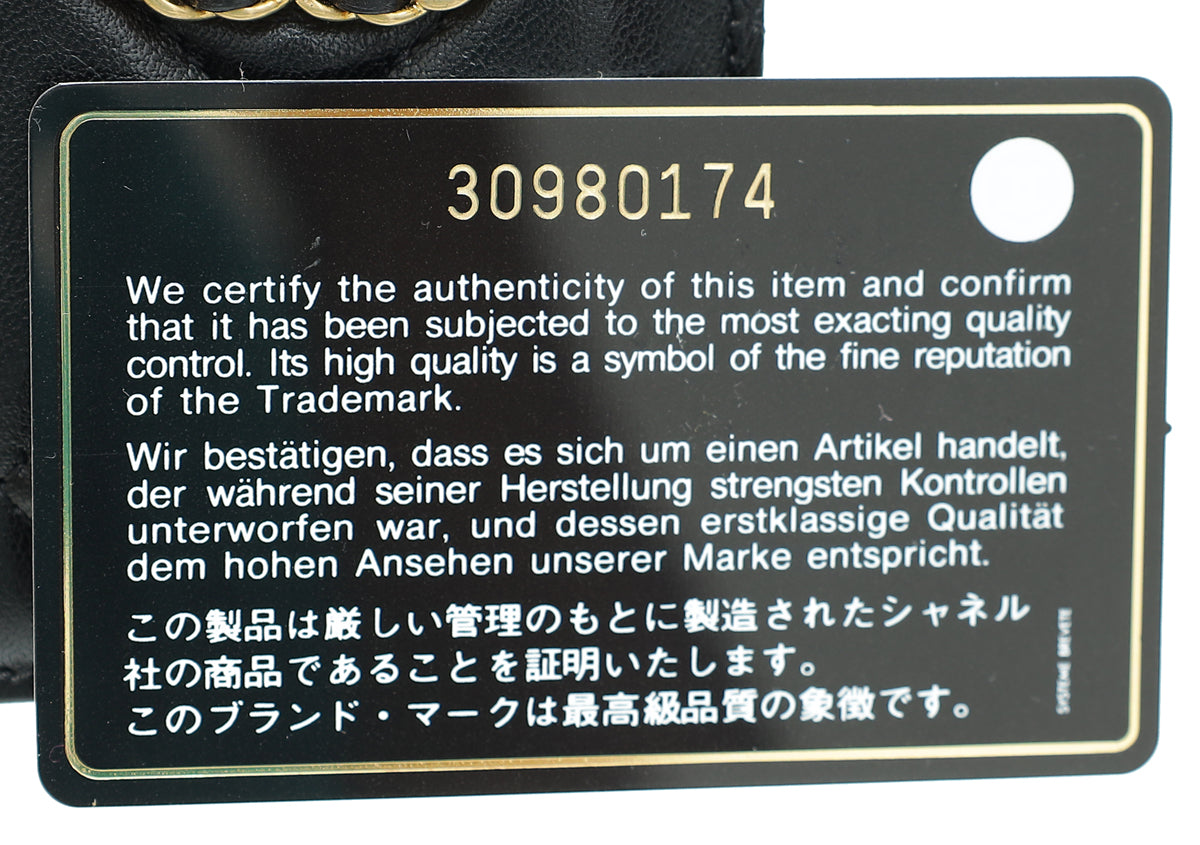 30980174
We certify the authenticity of this item and confirm
that it has been subjected to the most exacting quality
control. Its high quality is a symbol of the fine reputation
of the Trademark.
Wir bestätigen, dass es sich um einen Artikel handelt,
der während seiner Herstellung strengsten Kontrollen
unterworfen war, und dessen erstklassige Qualität
dem hohen Ansehen unserer Marke entspricht.
この製品は厳しい管理のもとに製造されたシャネル
社の商品であることを証明いたします。
このブランド・マークは最高級品質の象徴です。
SYSTEME BREVETE